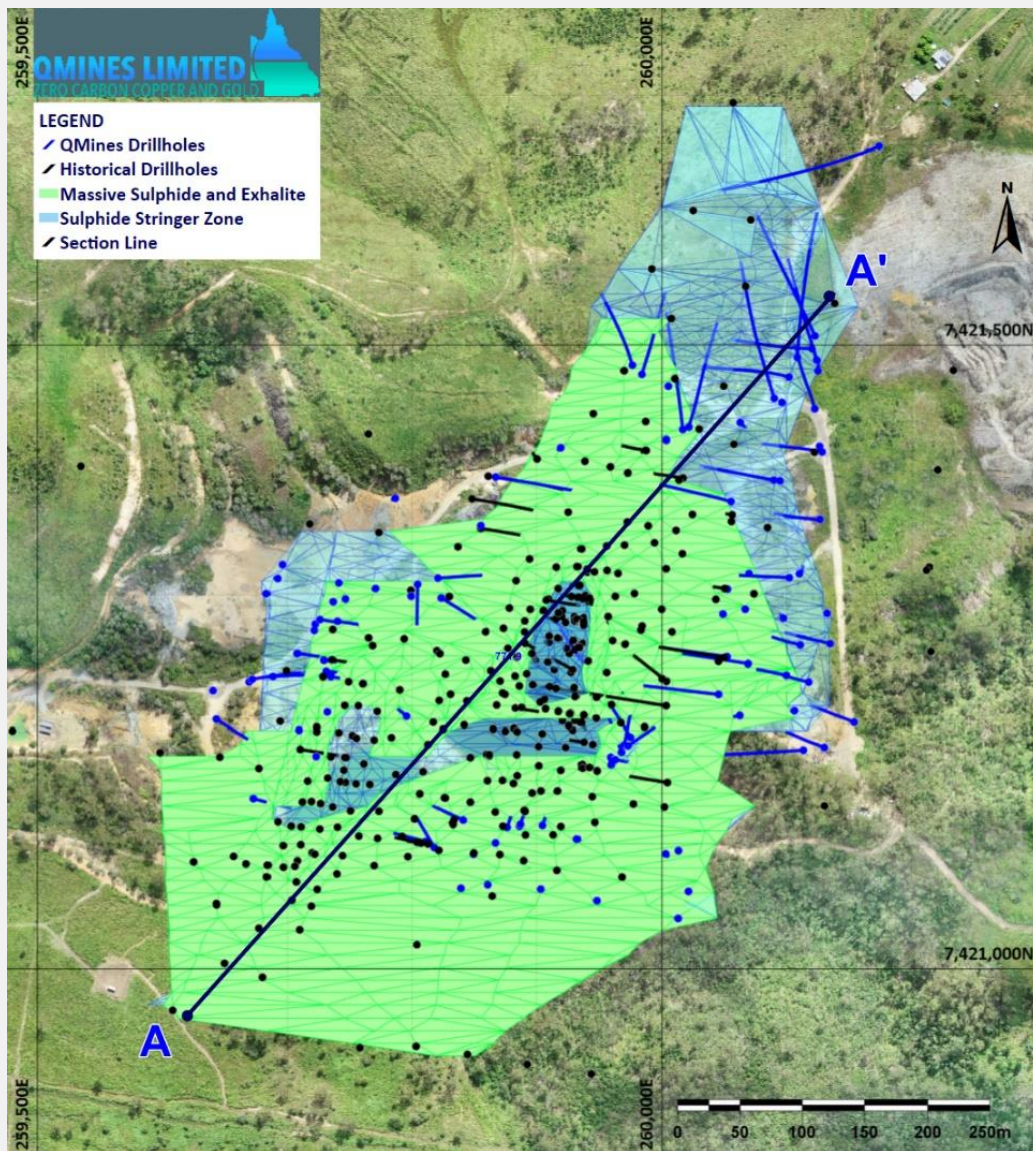 259,500E
260,000E
QMINES LIMITED
ZERO CARBON COPPER AND GOLD
LEGEND
QMines Drillholes
Historical Drillholes
Massive Sulphide and Exhalite
Sulphide Stringer Zone
Section Line
N
A'
7,421,500N
7,421,000N
A
259,500E
260,000E
0 50 100 150 200 250m